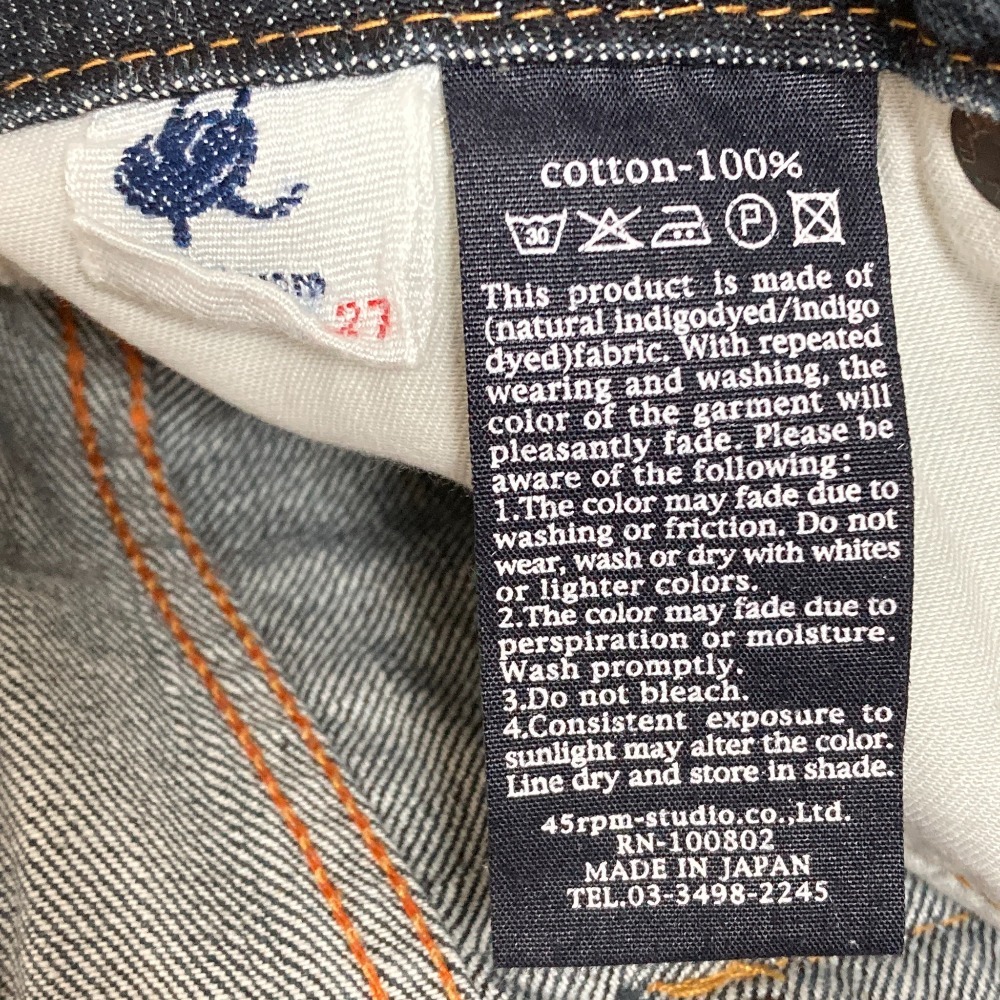 27
cotton-100%
30
P
This product is made of
(natural indigodyed/indigo
dyed)fabric. With repeated
wearing and washing, the
color of the garment will
pleasantly fade. Please be
aware of the following:
1.The color may fade due to
washing or friction. Do not
wear, wash or dry with whites
or lighter colors.
2.The color may fade due to
perspiration or moisture.
Wash promptly.
3.Do not bleach.
4.Consistent exposure to
sunlight may alter the color.
Line dry and store in shade.
45rpm-studio.co.,Ltd.
RN-100802
MADE IN JAPAN
TEL.03-3498-2245